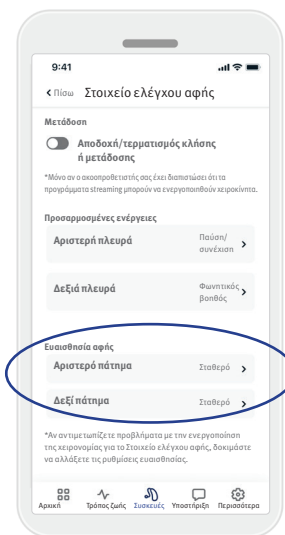 9:41
Πίσω Στοιχείο ελέγχου αφής
Μετάδοση
Αποδοχή/τερματισμός κλήσης
ή μετάδοσης
*Μόνο αν ο ακοοπροθετιστής σας έχει διαπιστώσει ότι τα
προγράμματα streaming μπορούν να ενεργοποιηθούν χειροκίνητα.
Προσαρμοσμένες ενέργειες
Αριστερή πλευρά Παύση/
συνέχιση
Δεξιά πλευρά Φωνητικός
βοηθός
Ευαισθησία αφής
Αριστερό πάτημα Σταθερό
Δεξί πάτημα Σταθερό
*Αν αντιμετωπίζετε προβλήματα με την ενεργοποίηση
της χειρονομίας για το Στοιχείο ελέγχου αφής, δοκιμάστε
να αλλάξετε τις ρυθμίσεις ευαισθησίας.
Αρχική Τρόπος ζωής Συσκευές Υποστήριξη Περισσότερα